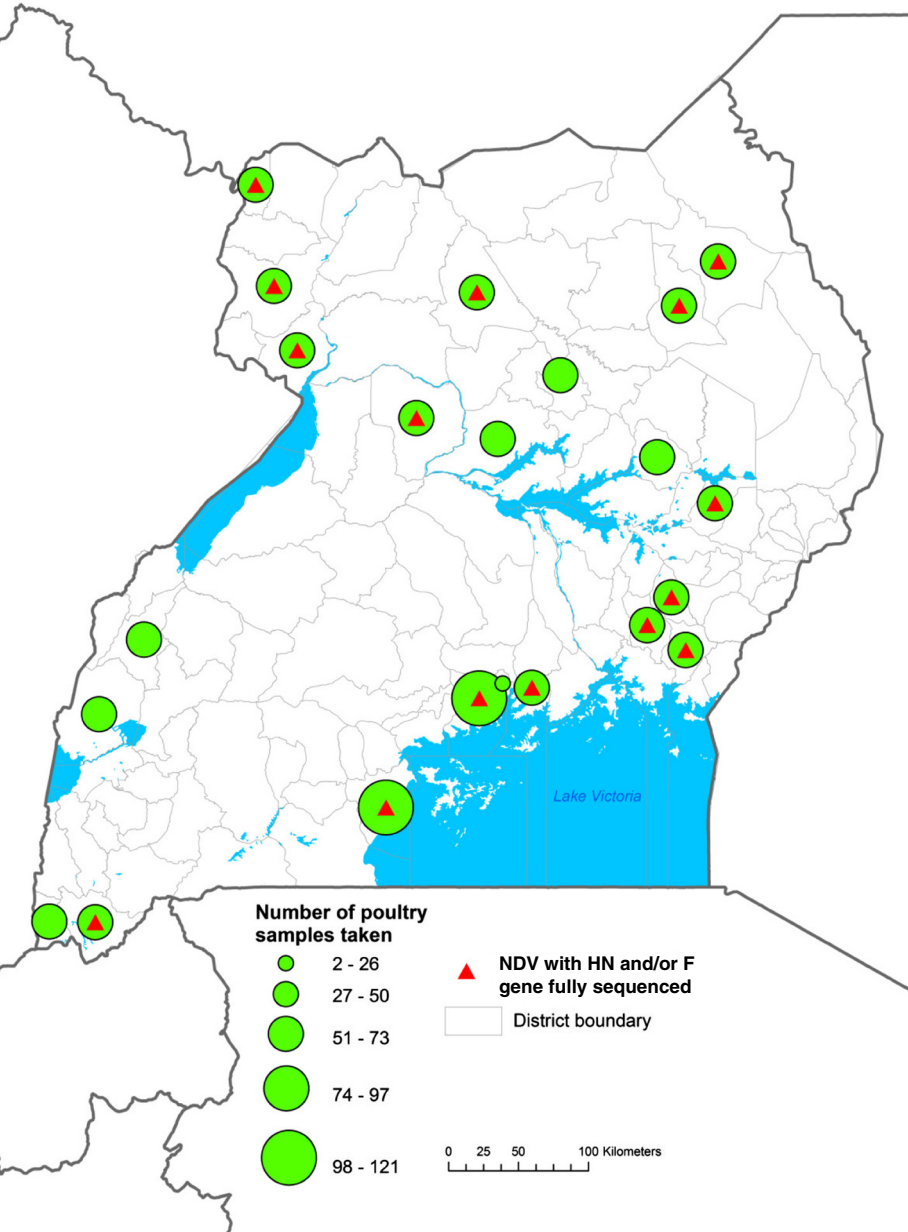 Lake Victoria
Number of poultry
samples taken
2 - 26
27 - 50
51 - 73
74 - 97
98 - 121
NDV with HN and/or F
gene fully sequenced
District boundary
0 25 50 100 Kilometers